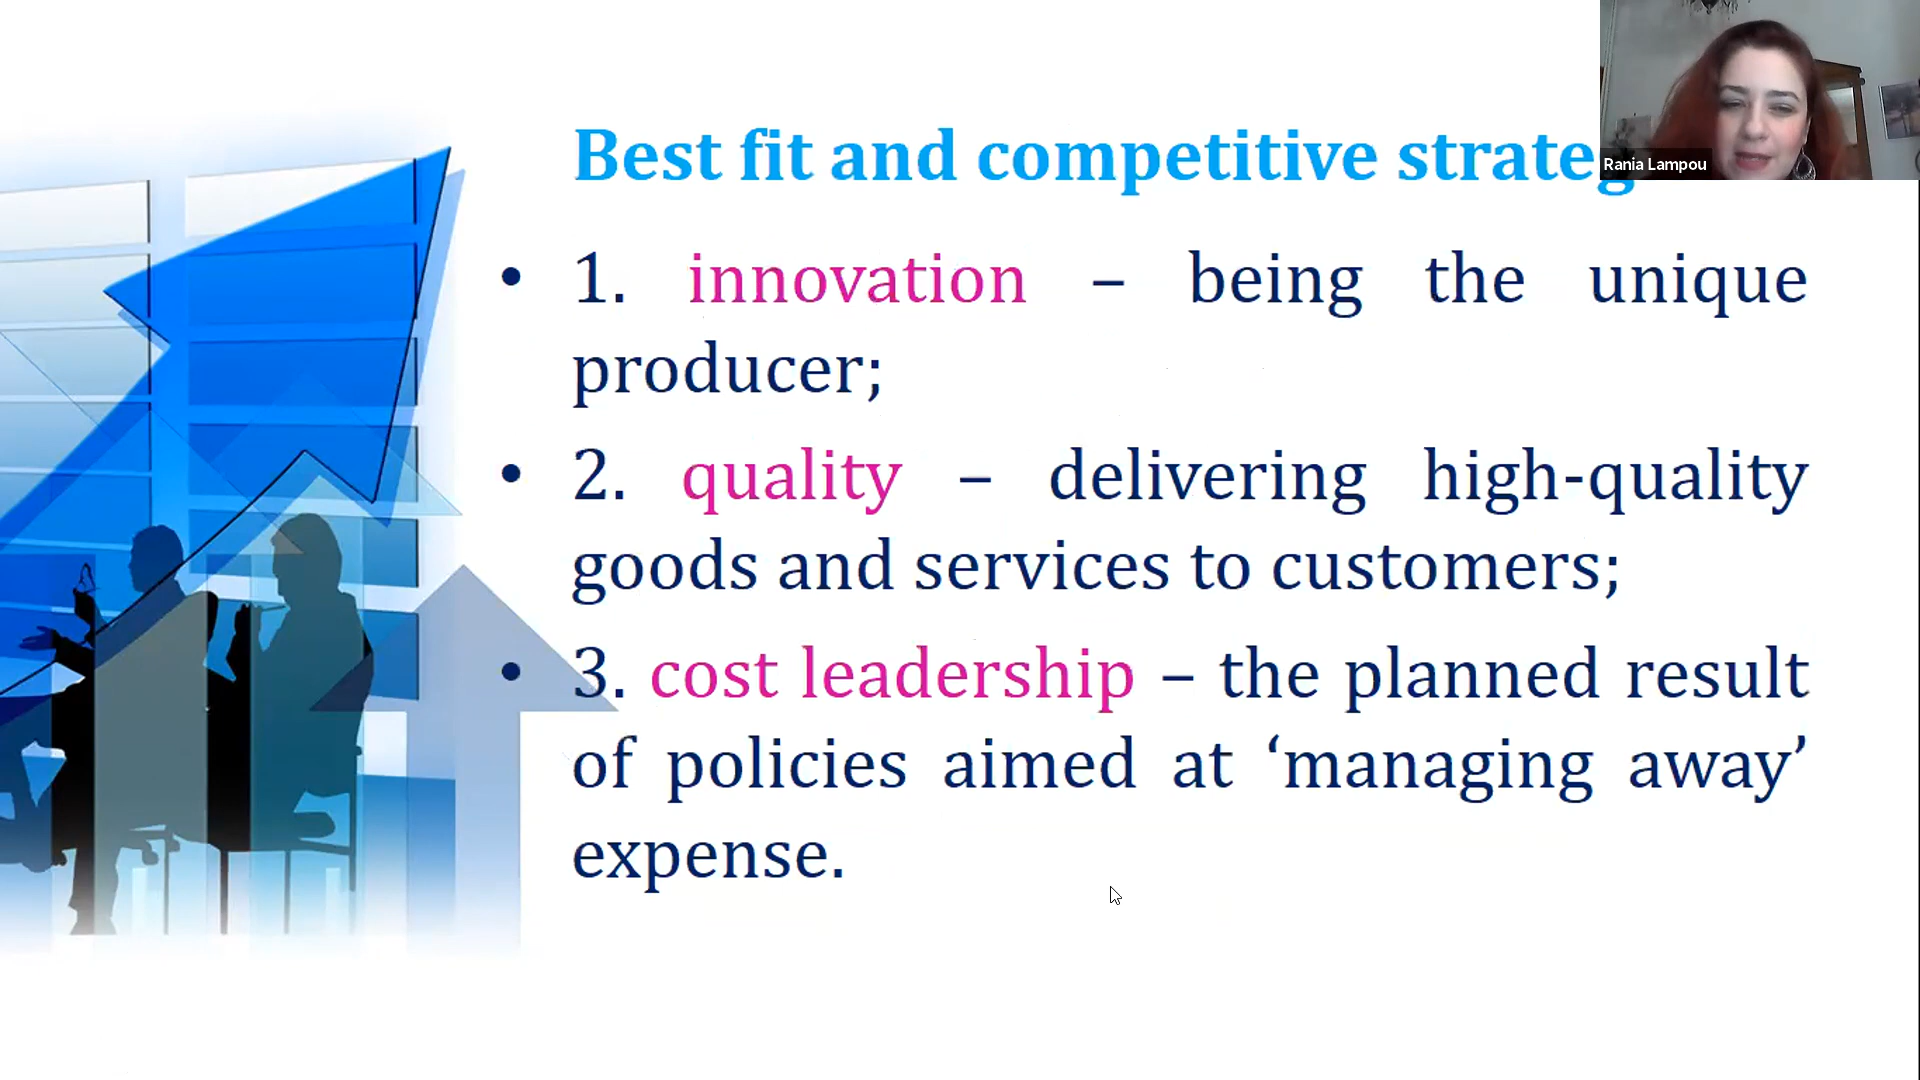 Best fit and competitive strateg
Rania Lampou
• 1. innovation – being the unique
producer;
• 2. quality – delivering high-quality
goods and services to customers;
• 3. cost leadership – the planned result
of policies aimed at ‘managing away’
expense.